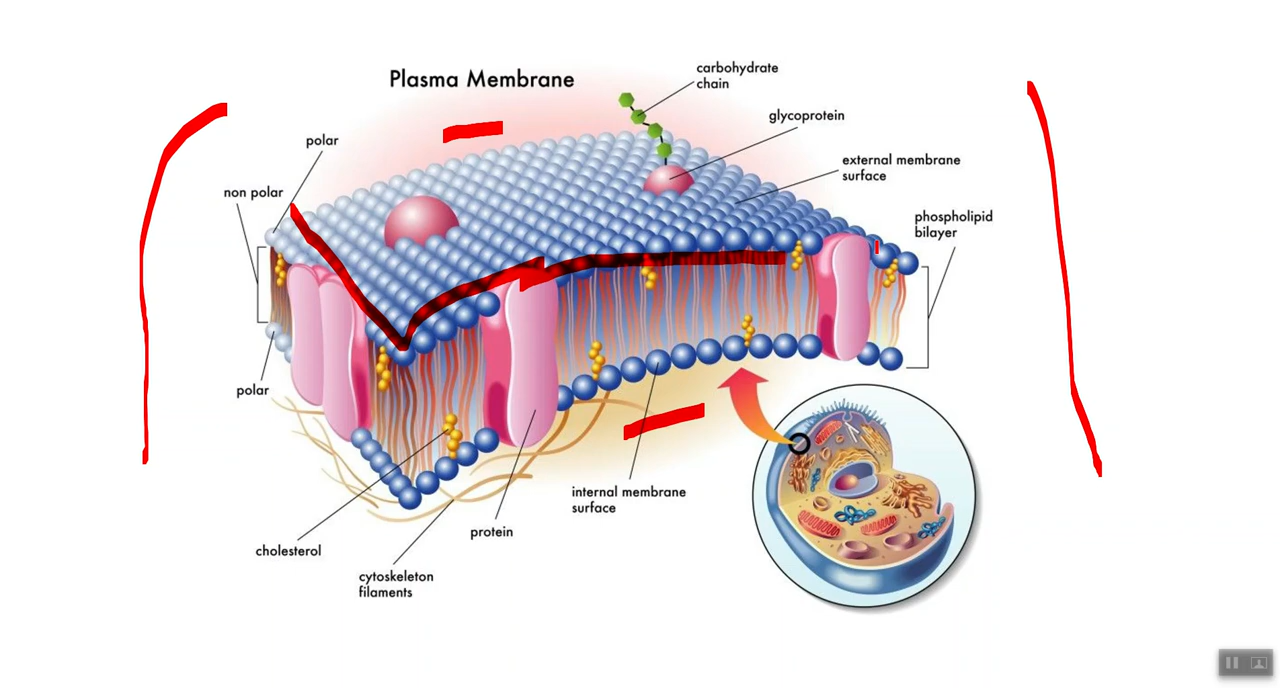 Plasma Membrane
carbohydrate
chain
glycoprotein
polar
external membrane
surface
non polar
phospholipid
bilayer
polar
internal membrane
surface
protein
cholesterol
cytoskeleton
filaments